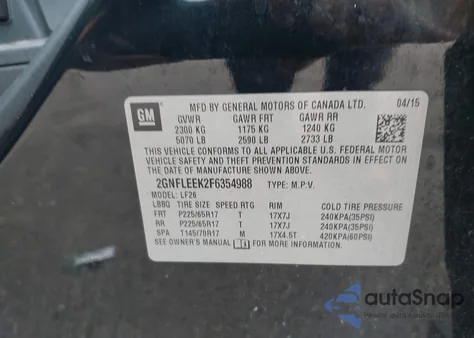 GM
MFD BY GENERAL MOTORS OF CANADA LTD. 04/15
GVWR GAWR FRT GAWR RR
2300 KG 1175 KG 1240 KG
5070 LB 2590 LB 2733 LB
THIS VEHICLE CONFORMS TO ALL APPLICABLE U.S. FEDERAL MOTOR
VEHICLE SAFETY AND THEFT PREVENTION STANDARDS IN EFFECT ON
THE DATE OF MANUFACTURE SHOWN ABOVE.
2GNFLEEK2F6354988 TYPE: M.P.V.
MODEL: LF26
LBBQ TIRE SIZE SPEED RTG RIM COLD TIRE PRESSURE
FRT P225/65R17 T 17X7J 240KPA(35PSI)
RR P225/65R17 T 17X7J 240KPA(35PSI)
SPA T145/70R17 M 17X4.5T 420KPA(60PSI)
SEE OWNER'S MANUAL FOR MORE INFORMATION.
autoSnap